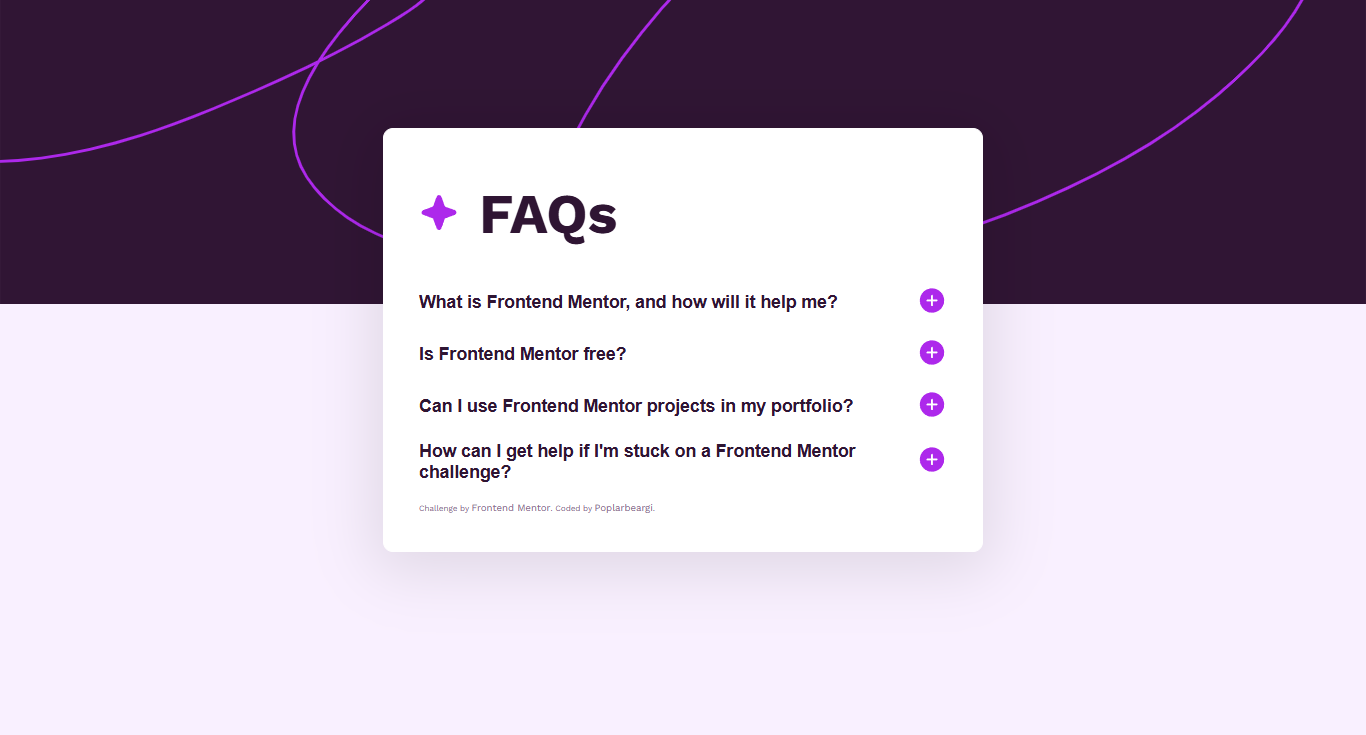 FAQs
What is Frontend Mentor, and how will it help me?
Is Frontend Mentor free?
Can I use Frontend Mentor projects in my portfolio?
How can I get help if I'm stuck on a Frontend Mentor
challenge?
Challenge by Frontend Mentor. Coded by Poplarbeargi.